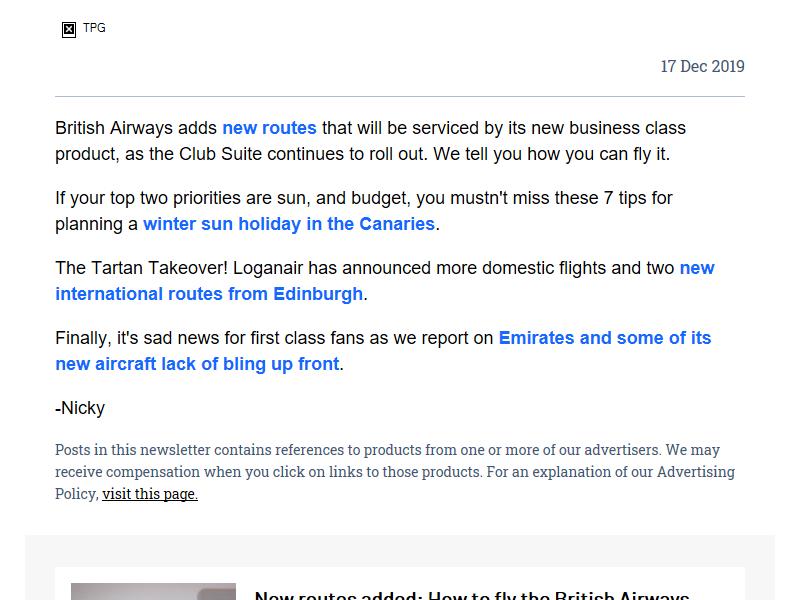 TPG
17 Dec 2019
British Airways adds new routes that will be serviced by its new business class
product, as the Club Suite continues to roll out. We tell you how you can fly it.
If your top two priorities are sun, and budget, you mustn't miss these 7 tips for
planning a winter sun holiday in the Canaries.
The Tartan Takeover! Loganair has announced more domestic flights and two new
international routes from Edinburgh.
Finally, it's sad news for first class fans as we report on Emirates and some of its
new aircraft lack of bling up front.
-Nicky
Posts in this newsletter contains references to products from one or more of our advertisers. We may
receive compensation when you click on links to those products. For an explanation of our Advertising
Policy, visit this page.
New routes added: How to fly the British Airways